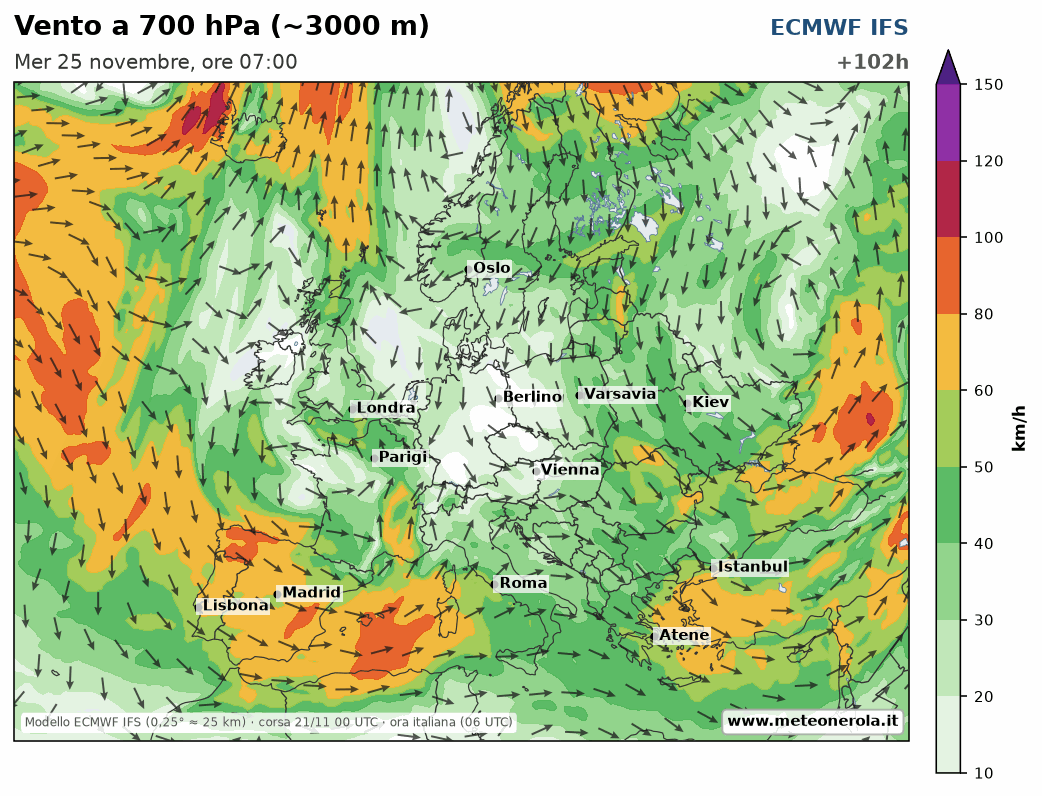 Vento a 700 hPa (~3000 m)
ECMWF IFS
Mer 25 novembre, ore 07:00
+102h
150
120
100
80
60
50
40
30
20
10
km/h
Oslo
Berlino
Varsavia
Kiev
Londra
Parigi
Vienna
Istanbul
Roma
Madrid
Lisbona
Atene
Modello ECMWF IFS (0,25° ≈ 25 km) · corsa 21/11 00 UTC · ora italiana (06 UTC)
www.meteonerola.it